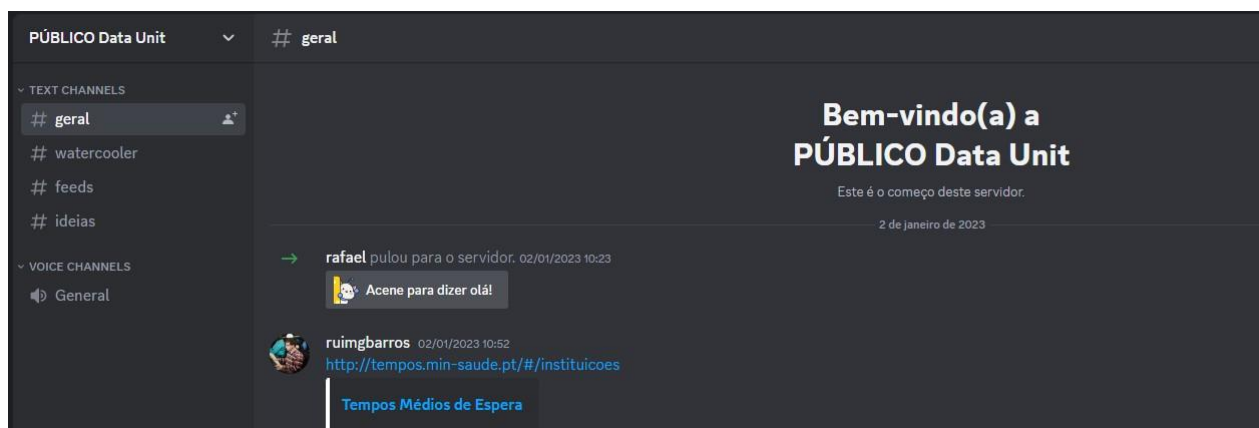 PÚBLICO Data Unit
TEXT CHANNELS
# geral
# watercooler
# feeds
# ideias
VOICE CHANNELS
General
# geral
Bem-vindo(a) a
PÚBLICO Data Unit
Este é o começo deste servidor.
2 de janeiro de 2023
rafael pulou para o servidor. 02/01/2023 10:23
Acene para dizer olá!
ruimgbarros 02/01/2023 10:52
http://tempos.min-saude.pt/#/instituicoes
Tempos Médios de Espera